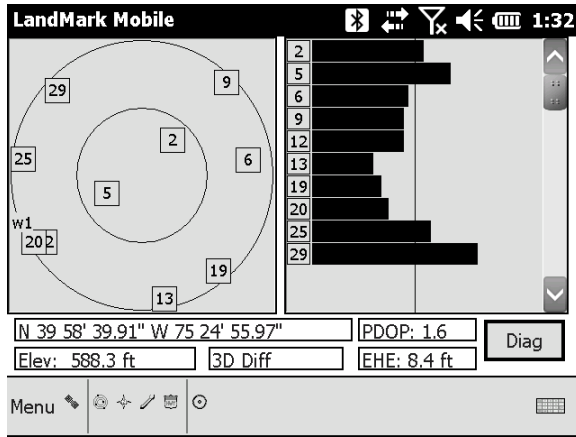 LandMark Mobile 1:32
29
9
2
25
6
5
w1
20 2
19
13
2
5
6
9
12
13
19
20
25
29
N 39 58' 39.91" W 75 24' 55.97"
PDOP: 1.6
Diag
Elev: 588.3 ft
3D Diff
EHE: 8.4 ft
Menu